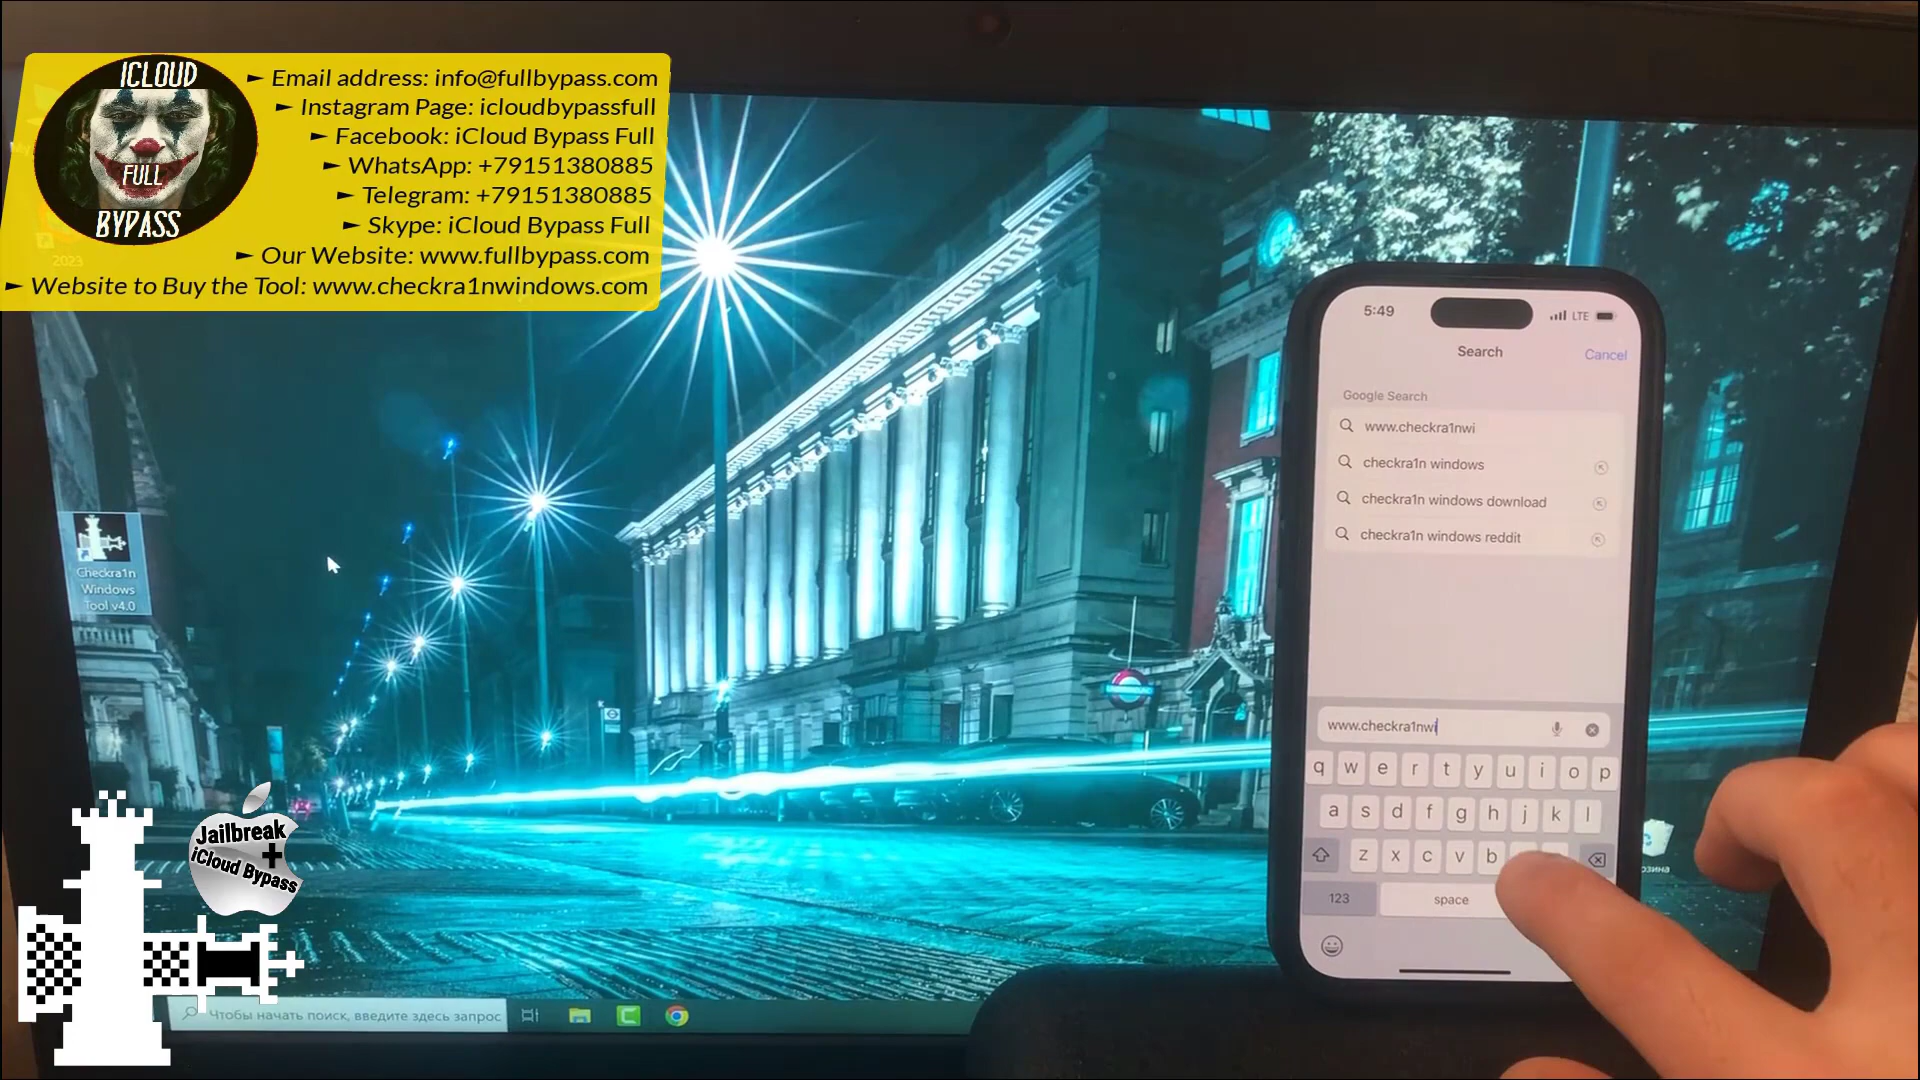 ICLOUD
FULL
BYPASS
► Email address: info@fullbypass.com
► Instagram Page: icloudbypassfull
► Facebook: iCloud Bypass Full
► WhatsApp: +79151380885
► Telegram: +79151380885
► Skype: iCloud Bypass Full
► Our Website: www.fullbypass.com
► Website to Buy the Tool: www.checkra1nwindows.com
2023
Checkra1n
Windows
Tool v4.0
Jailbreak
+
iCloud Bypass
Чтобы начать поиск, введите здесь запрос
5:49
LTE
Search
Cancel
Google Search
www.checkra1nwi
checkra1n windows
checkra1n windows download
checkra1n windows reddit
www.checkra1nwi
q w e r t y u i o p
a s d f g h j k l
z x c v b
123
space